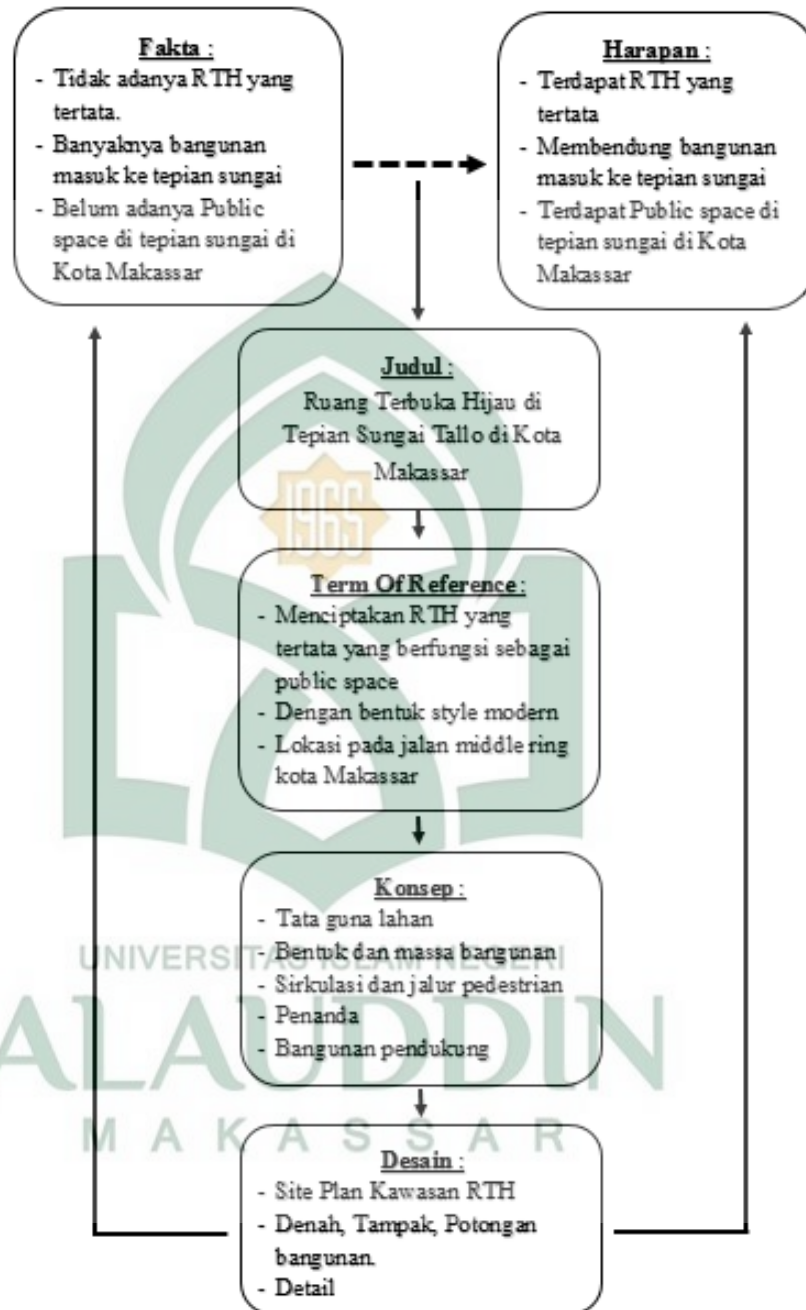 Fakta :
- Tidak adanya RTH yang
tertata.
- Banyaknya bangunan
masuk ke tepian sungai
- Belum adanya Public
space di tepian sungai di
Kota Makassar
Harapan :
- Terdapat RTH yang
tertata
- Membendung bangunan
masuk ke tepian sungai
- Terdapat Public space di
tepian sungai di Kota
Makassar
Judul :
Ruang Terbuka Hijau di
Tepian Sungai Tallo di Kota
Makassar
1965
Term Of Reference :
- Menciptakan RTH yang
tertata yang berfungsi sebagai
public space
- Dengan bentuk style modern
- Lokasi pada jalan middle ring
kota Makassar
Konsep :
- Tata guna lahan
- Bentuk dan massa bangunan
- Sirkulasi dan jalur pedestrian
- Penanda
- Bangunan pendukung
UNIVERSITAS ISLAM NEGERI
ALAUDDIN
MAKASSAR
Desain :
- Site Plan Kawasan RTH
- Denah, Tampak, Potongan
bangunan.
- Detail